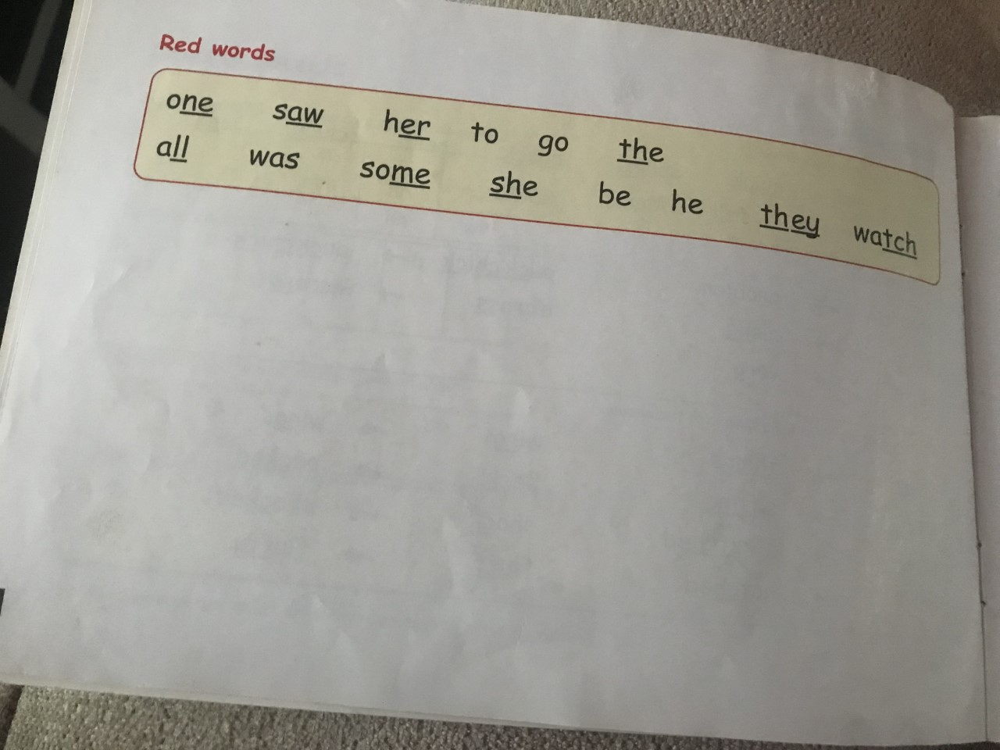 Red words
one saw her to go the
all was some she be he they watch